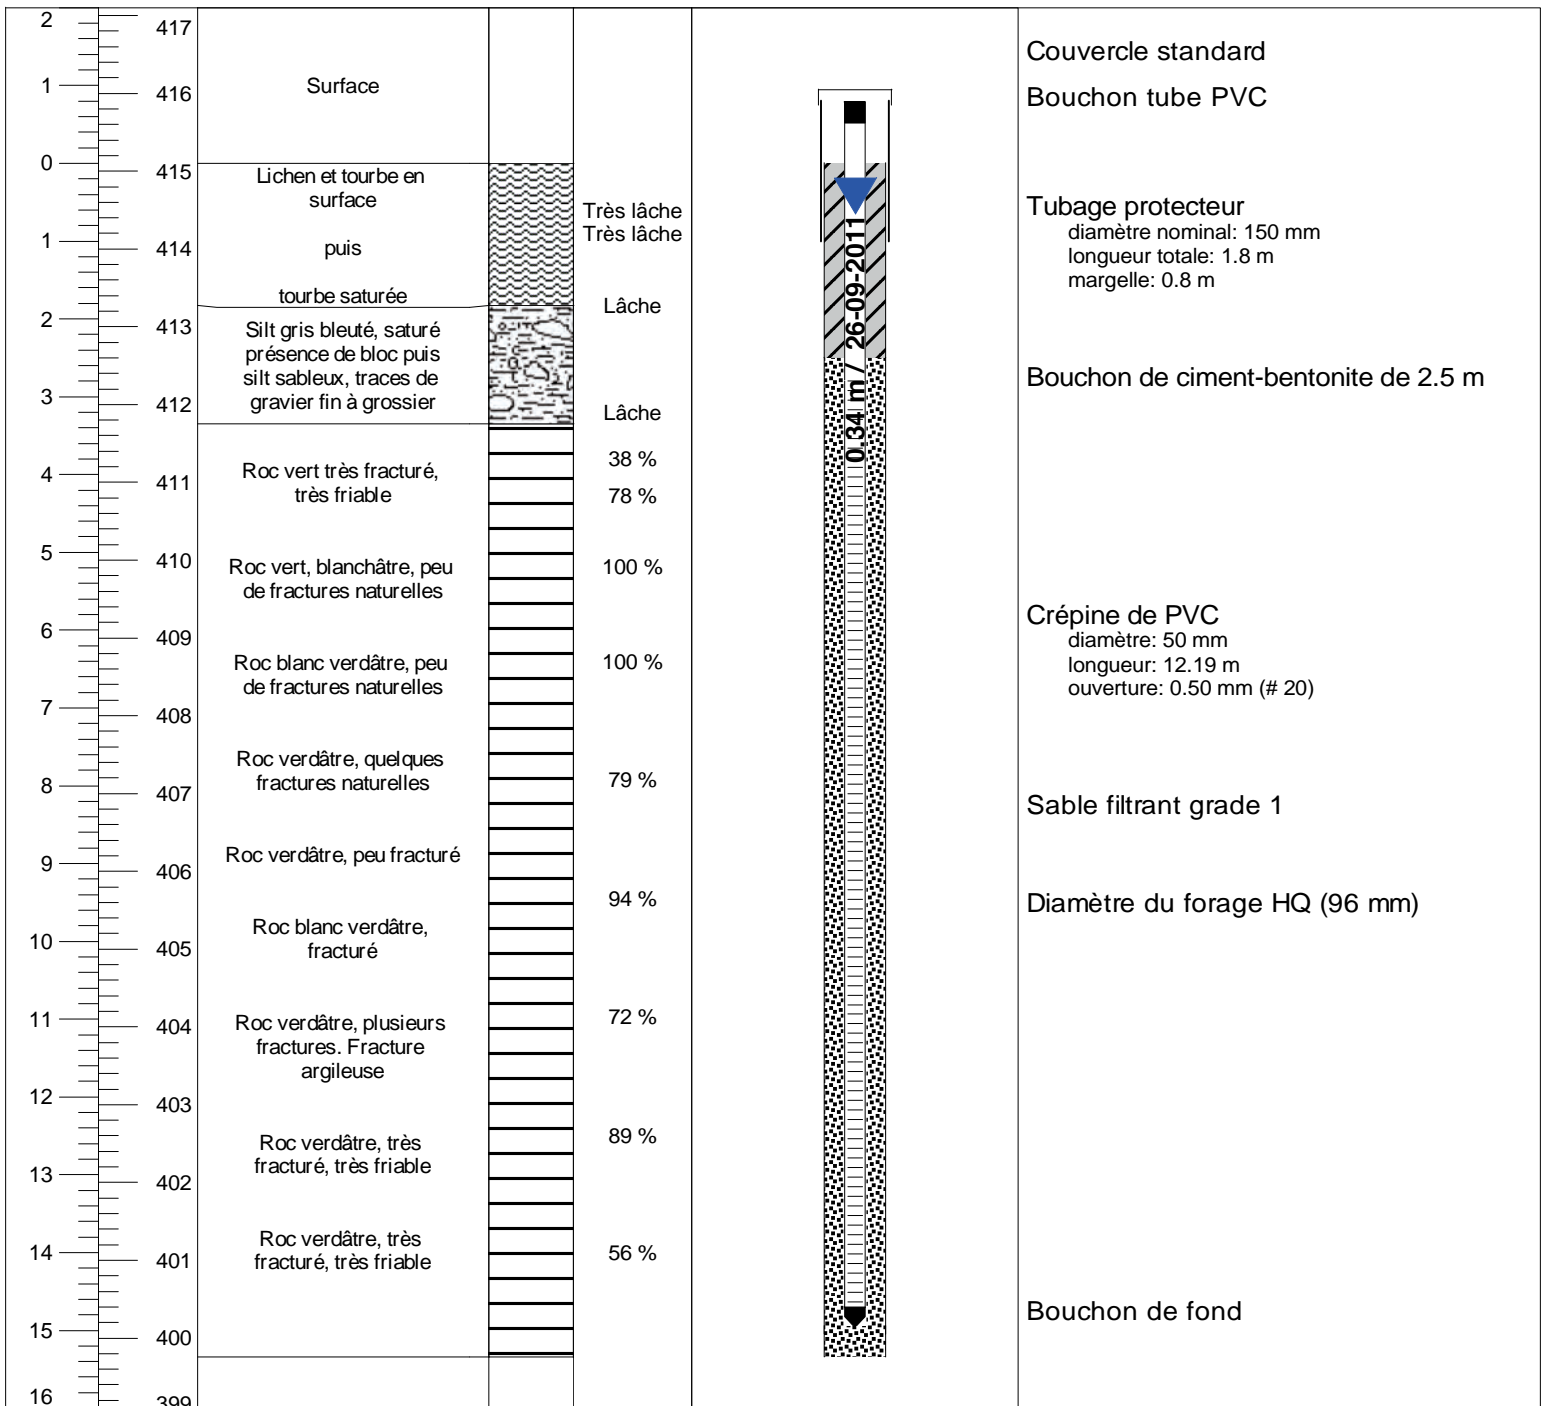 2
1
0
1
2
3
4
5
6
7
8
9
10
11
12
13
14
15
16
417
416
415
414
413
412
411
410
409
408
407
406
405
404
403
402
401
400
399
Surface
Lichen et tourbe en
surface
puis
tourbe saturée
Silt gris bleuté, saturé
présence de bloc puis
silt sableux, traces de
gravier fin à grossier
Roc vert très fracturé,
très friable
Roc vert, blanchâtre, peu
de fractures naturelles
Roc blanc verdâtre, peu
de fractures naturelles
Roc verdâtre, quelques
fractures naturelles
Roc verdâtre, peu fracturé
Roc blanc verdâtre,
fracturé
Roc verdâtre, plusieurs
fractures. Fracture
argileuse
Roc verdâtre, très
fracturé, très friable
Roc verdâtre, très
fracturé, très friable
Très lâche
Très lâche
Lâche
Lâche
38 %
78 %
100 %
100 %
79 %
94 %
72 %
89 %
56 %
0.34 m / 26-09-2011
Couvercle standard
Bouchon tube PVC
Tubage protecteur
diamètre nominal: 150 mm
longueur totale: 1.8 m
margelle: 0.8 m
Bouchon de ciment-bentonite de 2.5 m
Crépine de PVC
diamètre: 50 mm
longueur: 12.19 m
ouverture: 0.50 mm (# 20)
Sable filtrant grade 1
Diamètre du forage HQ (96 mm)
Bouchon de fond